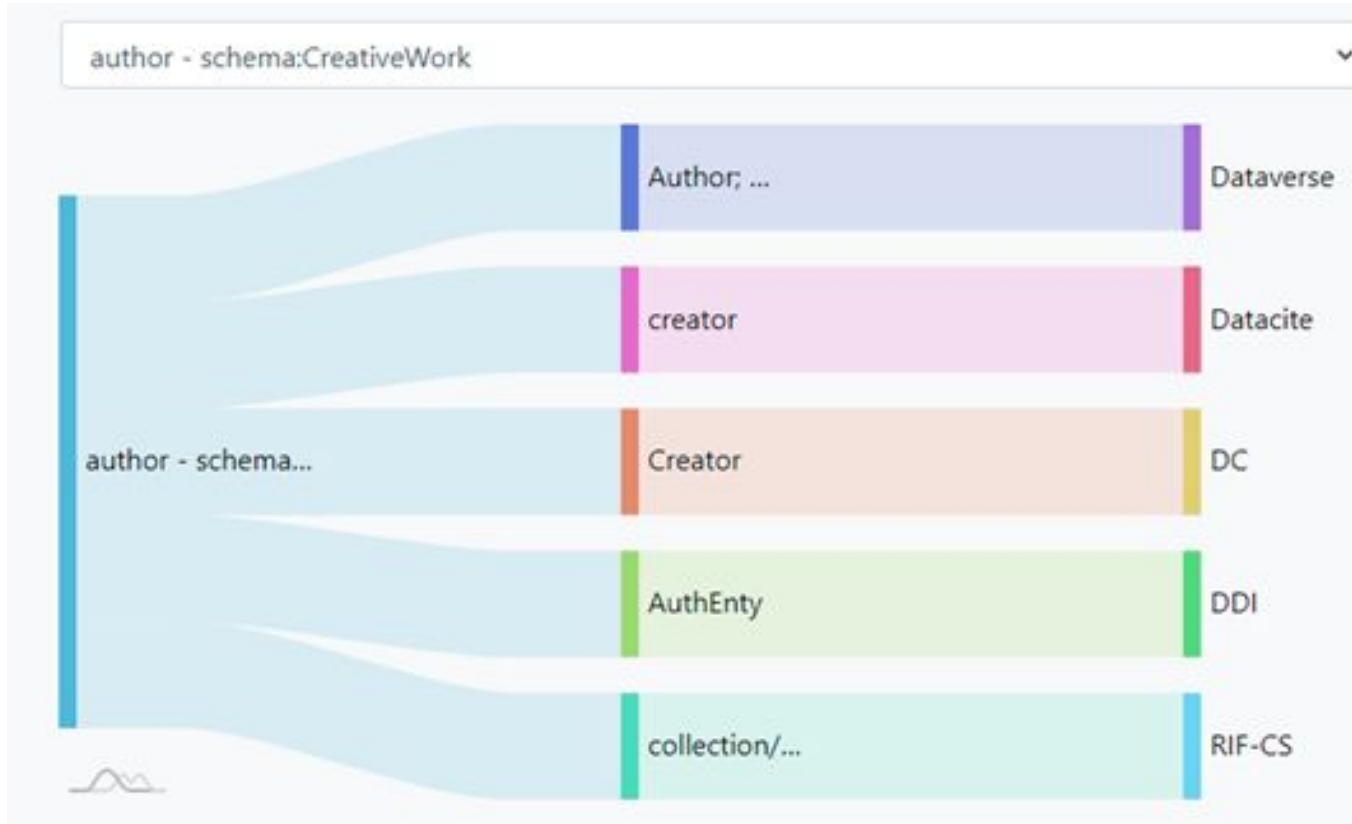 author - schema:CreativeWork
Author; ...
Dataverse
creator
Datacite
author - schema...
Creator
DC
AuthEnty
DDI
collection/...
RIF-CS